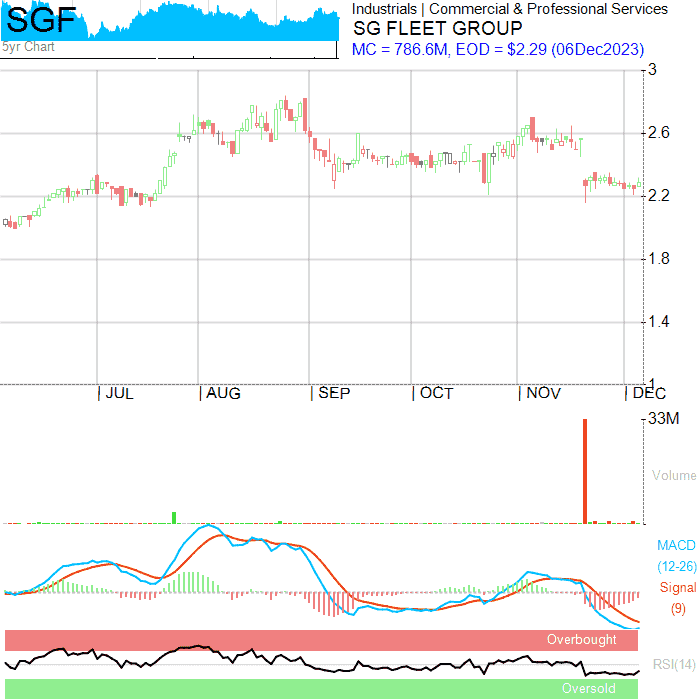 SGF
5yr Chart
Industrials | Commercial & Professional Services
SG FLEET GROUP
MC = 786.6M, EOD = $2.29 (06Dec2023)
3
2.6
2.2
1.8
1.4
1
| JUL | AUG | SEP | OCT | NOV | DEC
33M
Volume
MACD
(12-26)
Signal
(9)
Overbought
RSI(14)
Oversold